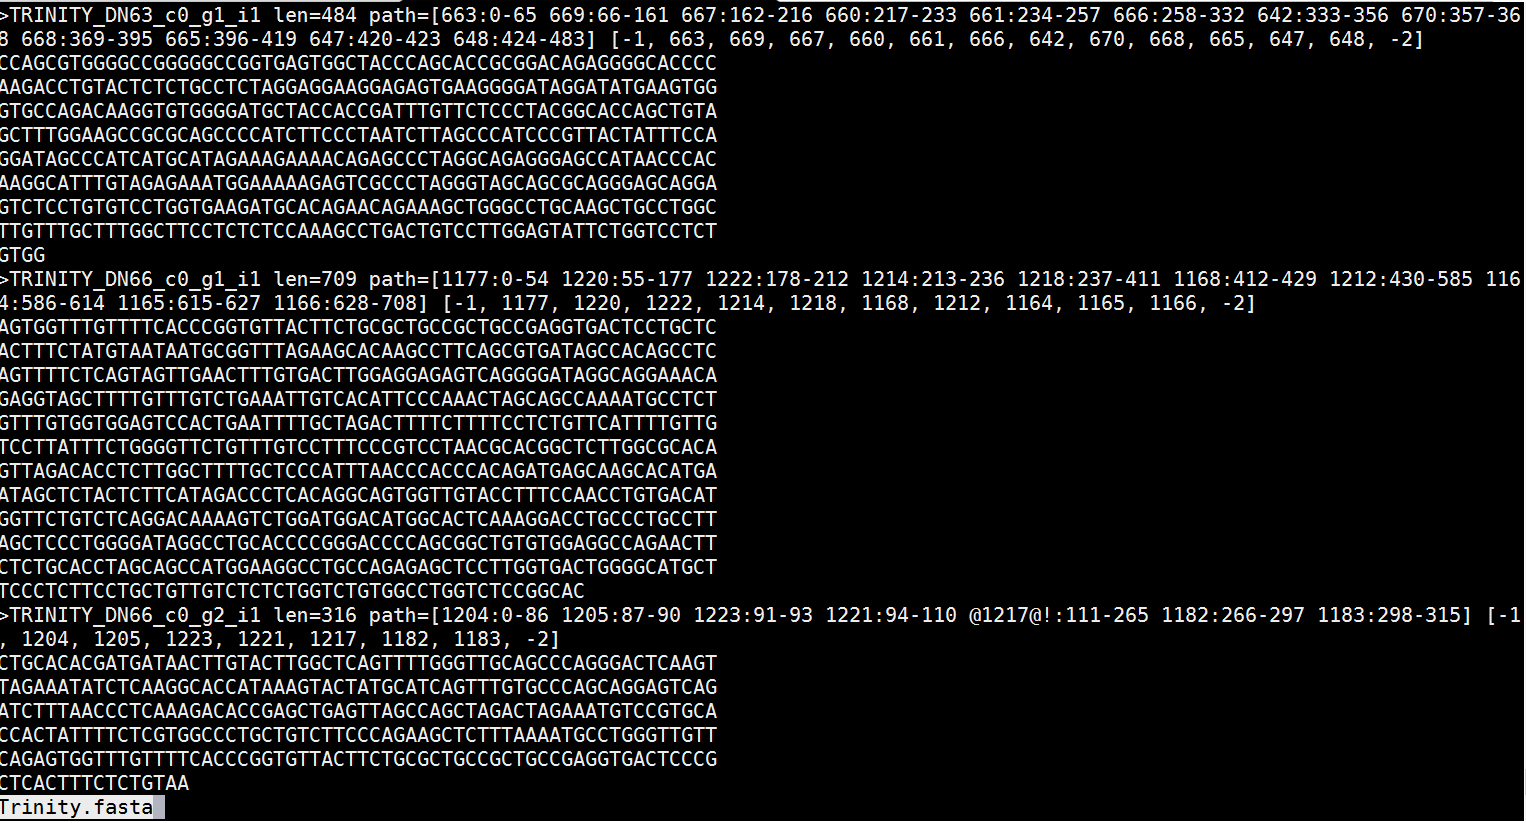 >TRINITY_DN63_c0_g1_i1 len=484 path=[663:0-65 669:66-161 667:162-216 660:217-233 661:234-257 666:258-332 642:333-356 670:357-36
8 668:369-395 665:396-419 647:420-423 648:424-483] [-1, 663, 669, 667, 660, 661, 666, 642, 670, 668, 665, 647, 648, -2]
CCAGCGTGGGGCCGGGGGCCGGTGAGTGGCTACCCAGCACCGCGGACAGAGGGGCACCCC
AAGACCTGTACTCTCTGCCTCTAGGAGGAAGGAGAGTGAAGGGGATAGGATATGAAGTGG
GTGCCAGACAAGGTGTGGGGATGCTACCACCGATTTGTTCTCCCTACGGCACCAGCTGTA
GCTTTGGAAGCCGCGCAGCCCCATCTTCCCTAATCTTAGCCCATCCCGTTACTATTTCCA
GGATAGCCCATCATGCATAGAAAGAAAACAGAGCCCTAGGCAGAGGGAGCCATAACCCAC
AAGGCATTTGTAGAGAAATGGAAAAAGAGTCGCCCTAGGGTAGCAGCGCAGGGAGCAGGA
GTCTCCTGTGTCCTGGTGAAGATGCACAGAACAGAAAGCTGGGCCTGCAAGCTGCCTGGC
TTGTTTGCTTTGGCTTCCTCTCTCCAAAGCCTGACTGTCCTTGGAGTATTCTGGTCCTCT
GTGG
>TRINITY_DN66_c0_g1_i1 len=709 path=[1177:0-54 1220:55-177 1222:178-212 1214:213-236 1218:237-411 1168:412-429 1212:430-585 116
4:586-614 1165:615-627 1166:628-708] [-1, 1177, 1220, 1222, 1214, 1218, 1168, 1212, 1164, 1165, 1166, -2]
AGTGGTTTGTTTTCACCCGGTGTTACTTCTGCGCTGCCGCTGCCGAGGTGACTCCTGCTC
ACTTTCTATGTAATAATGCGGTTTAGAAGCACAAGCCTTCAGCGTGATAGCCACAGCCTC
AGTTTTCTCAGTAGTTGAACTTTGTGACTTGGAGGAGAGTCAGGGGATAGGCAGGAAACA
GAGGTAGCTTTTGTTTGTCTGAAATTGTCACATTCCCAAACTAGCAGCCAAAATGCCTCT
GTTTGTGGTGGAGTCCACTGAATTTTGCTAGACTTTTCTTTTCCTCTGTTCATTTTGTTG
TCCTTATTTCTGGGGTTCTGTTTGTCCTTTCCCGTCCTAACGCACGGCTCTTGGCGCACA
GTTAGACACCTCTTGGCTTTTGCTCCCATTTAACCCACCCACAGATGAGCAAGCACATGA
ATAGCTCTACTCTTCATAGACCCTCACAGGCAGTGGTTGTACCTTTCCAACCTGTGACAT
GGTTCTGTCTCAGGACAAAAGTCTGGATGGACATGGCACTCAAAGGACCTGCCCTGCCTT
AGCTCCCTGGGGATAGGCCTGCACCCCGGGACCCCAGCGGCTGTGTGGAGGCCAGAACTT
CTCTGCACCTAGCAGCCATGGAAGGCCTGCCAGAGAGCTCCTTGGTGACTGGGGCATGCT
TCCCTCTTCCTGCTGTTGTCTCTCTGGTCTGTGGCCTGGTCTCCGGCAC
>TRINITY_DN66_c0_g2_i1 len=316 path=[1204:0-86 1205:87-90 1223:91-93 1221:94-110 @1217@!:111-265 1182:266-297 1183:298-315] [-1
, 1204, 1205, 1223, 1221, 1217, 1182, 1183, -2]
CTGCACACGATGATAACTTGTACTTGGCTCAGTTTTGGGTTGCAGCCCAGGGACTCAAGT
TAGAAATATCTCAAGGCACCATAAAGTACTATGCATCAGTTTGTGCCCAGCAGGAGTCAG
ATCTTTAACCCTCAAAGACACCGAGCTGAGTTAGCCAGCTAGACTAGAAATGTCCGTGCA
CCACTATTTTCTCGTGGCCCTGCTGTCTTCCCAGAAGCTCTTTAAAATGCCTGGGTTGTT
CAGAGTGGTTTGTTTTCACCCGGTGTTACTTCTGCGCTGCCGCTGCCGAGGTGACTCCCG
CTCACTTTCTCTGTAA
Trinity.fasta